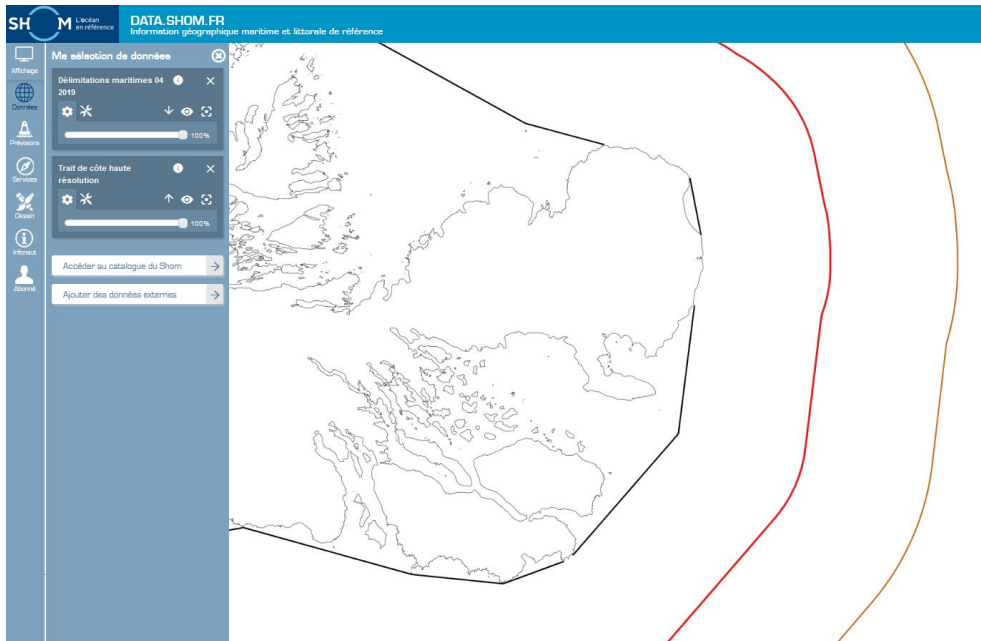 SHOM L'océan
en référence
DATA.SHOM.FR
Information géographique maritime et littorale de référence
Affichage
Données
Prévisions
Services
Dessin
Infonaut
Abonné
Ma sélection de données
Délimitations maritimes 04
2019
100%
Trait de côte haute
résolution
100%
Accéder au catalogue du Shom
Ajouter des données externes